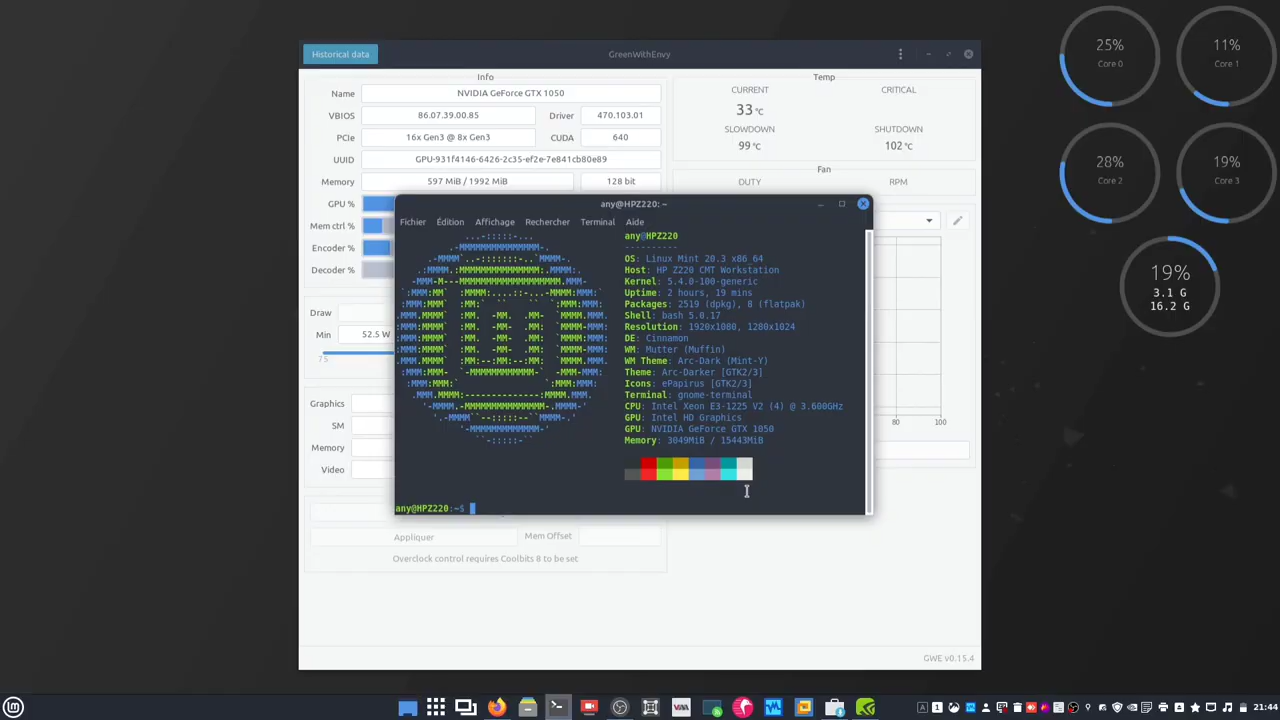 Historical data
GreenWithEnvy
Info
Name NVIDIA GeForce GTX 1050
VBIOS 86.07.39.00.85 Driver 470.103.01
PCIe 16x Gen3 @ 8x Gen3 CUDA 640
UUID GPU-931f4146-6426-2c35-ef2e-7e841cb80e89
Memory 597 MiB / 1992 MiB 128 bit
GPU %
Mem ctrl %
Encoder %
Decoder %
Draw
Min 52.5 W
75
Graphics
SM
Memory
Video
Appliquer Mem Offset
Overclock control requires Coolbits 8 to be set
Temp
CURRENT CRITICAL
33 °C
SLOWDOWN SHUTDOWN
99 °C 102 °C
Fan
DUTY RPM
80 100
GWE v0.15.4
any@HPZ220: ~
Fichier Édition Affichage Rechercher Terminal Aide
any@HPZ220
----------
OS: Linux Mint 20.3 x86_64
Host: HP Z220 CMT Workstation
Kernel: 5.4.0-100-generic
Uptime: 2 hours, 19 mins
Packages: 2519 (dpkg), 8 (flatpak)
Shell: bash 5.0.17
Resolution: 1920x1080, 1280x1024
DE: Cinnamon
WM: Mutter (Muffin)
WM Theme: Arc-Dark (Mint-Y)
Theme: Arc-Darker [GTK2/3]
Icons: ePapirus [GTK2/3]
Terminal: gnome-terminal
CPU: Intel Xeon E3-1225 V2 (4) @ 3.600GHz
GPU: Intel HD Graphics
GPU: NVIDIA GeForce GTX 1050
Memory: 3049MiB / 15443MiB
any@HPZ220:~$
25%
Core 0
11%
Core 1
28%
Core 2
19%
Core 3
19%
3.1 G
16.2 G
21:44